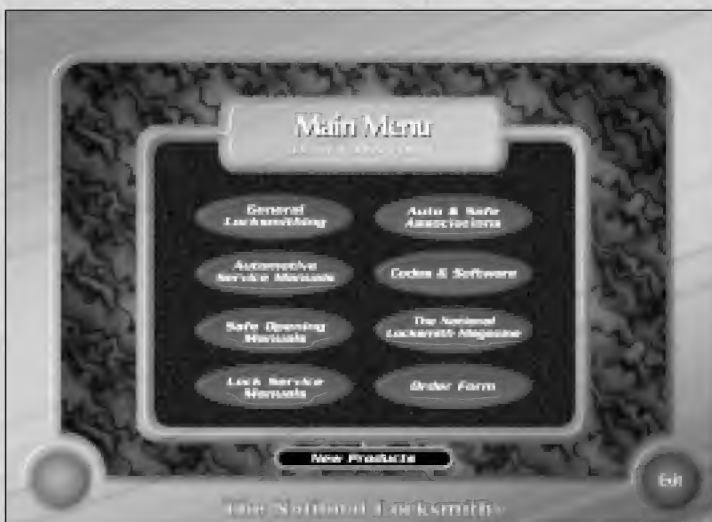 Main Menu
General
Locksmithing
Auto & Safe
Associations
Automotive
Service Manuals
Codes & Software
Safe Opening
Manuals
The National
Locksmith Magazine
Lock Service
Manuals
Order Form
New Products
Exit
The National Locksmith